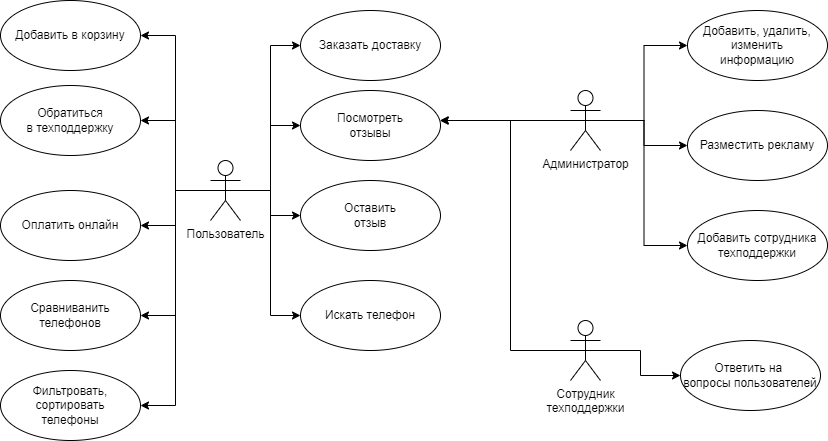 Добавить в корзину
Обратиться
в техподдержку
Оплатить онлайн
Сравниванить
телефонов
Фильтровать,
сортировать
телефоны
Пользователь
Заказать доставку
Посмотреть
отзывы
Оставить
отзыв
Искать телефон
Администратор
Сотрудник
техподдержки
Добавить, удалить,
изменить
информацию
Разместить рекламу
Добавить сотрудника
техподдержки
Ответить на
вопросы пользователей